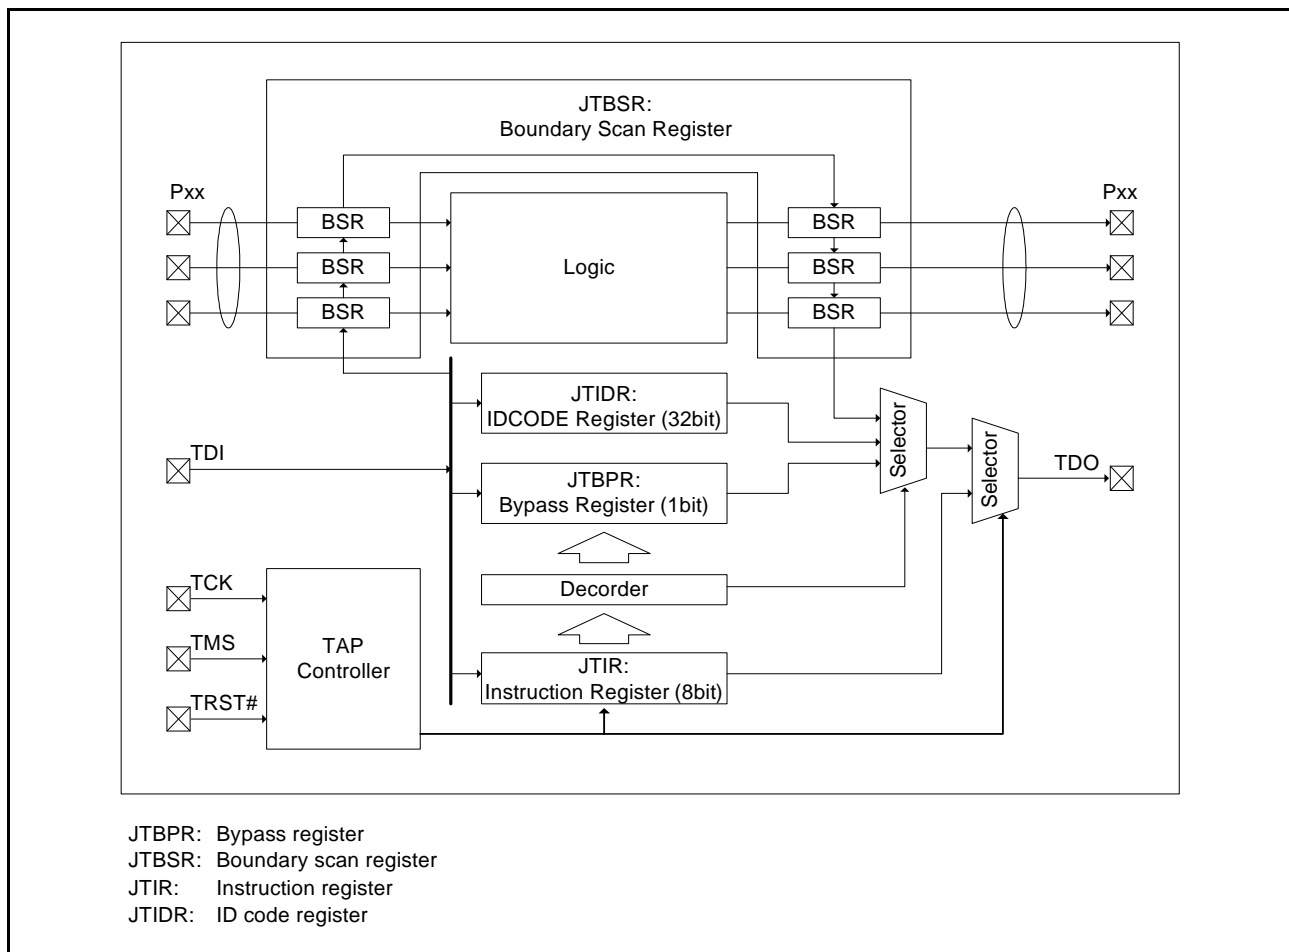 JTBSR:
Boundary Scan Register
Pxx
Pxx
BSR
BSR
BSR
Logic
BSR
BSR
BSR
JTIDR:
IDCODE Register (32bit)
TDI
JTBPR:
Bypass Register (1bit)
Selector
Selector
TDO
TCK
Decorder
TMS
TAP
Controller
JTIR:
Instruction Register (8bit)
TRST#
JTBPR: Bypass register
JTBSR: Boundary scan register
JTIR: Instruction register
JTIDR: ID code register